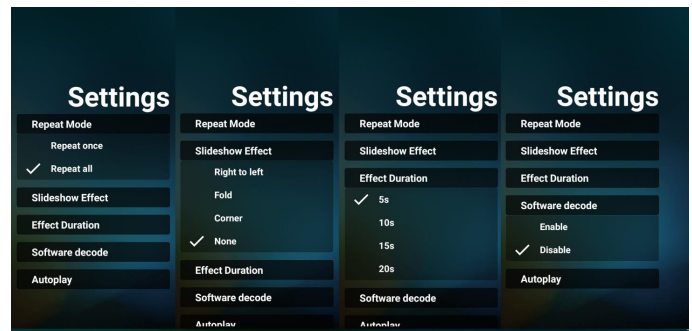 Settings
Repeat Mode
Repeat once
Repeat all
Slideshow Effect
Effect Duration
Software decode
Autoplay
Settings
Repeat Mode
Slideshow Effect
Right to left
Fold
Corner
None
Effect Duration
Software decode
Autoplay
Settings
Repeat Mode
Slideshow Effect
Effect Duration
5s
10s
15s
20s
Software decode
Autoplay
Settings
Repeat Mode
Slideshow Effect
Effect Duration
Software decode
Enable
Disable
Autoplay